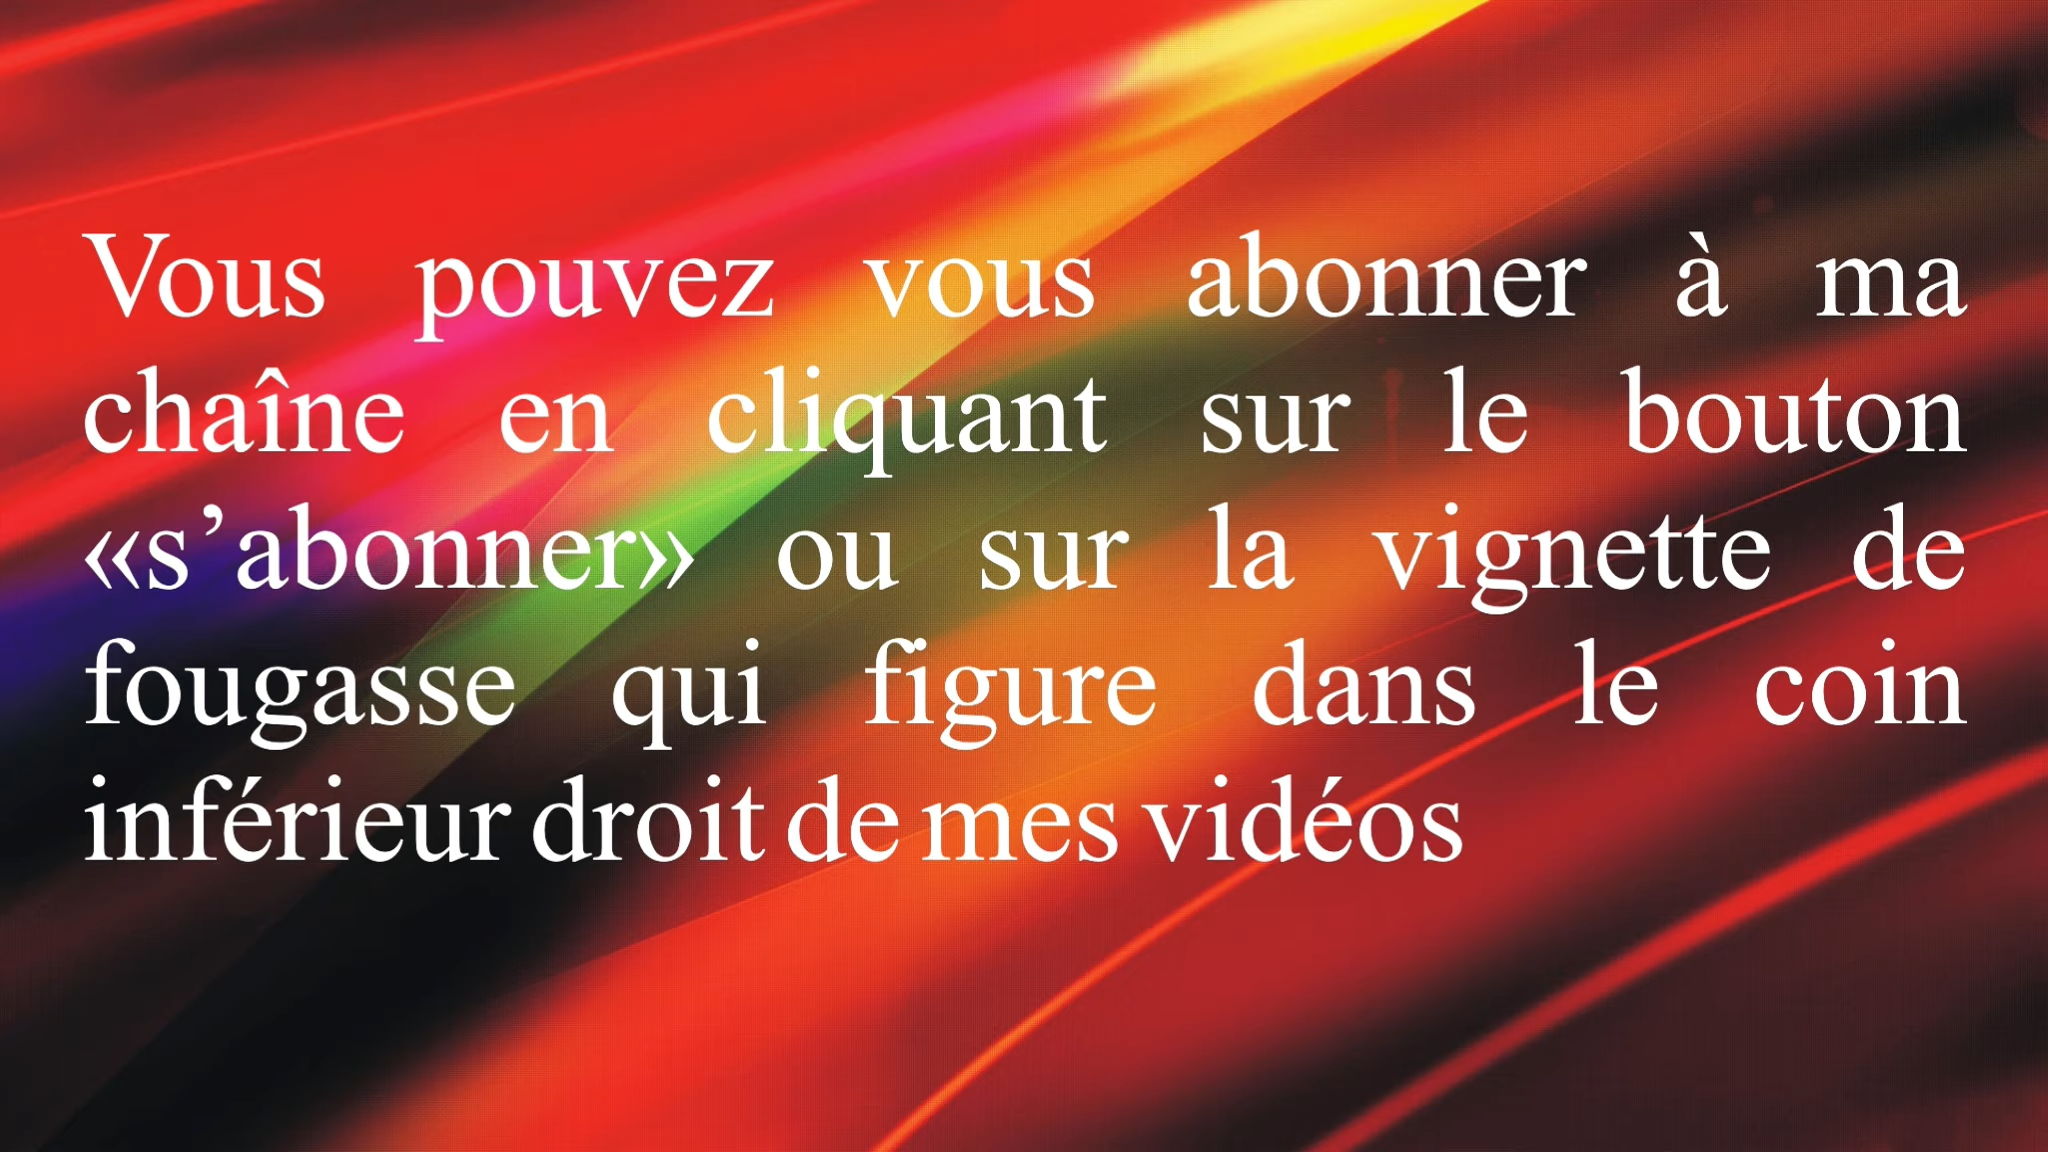 Vous pouvez vous abonner à ma
chaîne en cliquant sur le bouton
«s’abonner» ou sur la vignette de
fougasse qui figure dans le coin
inférieur droit de mes vidéos